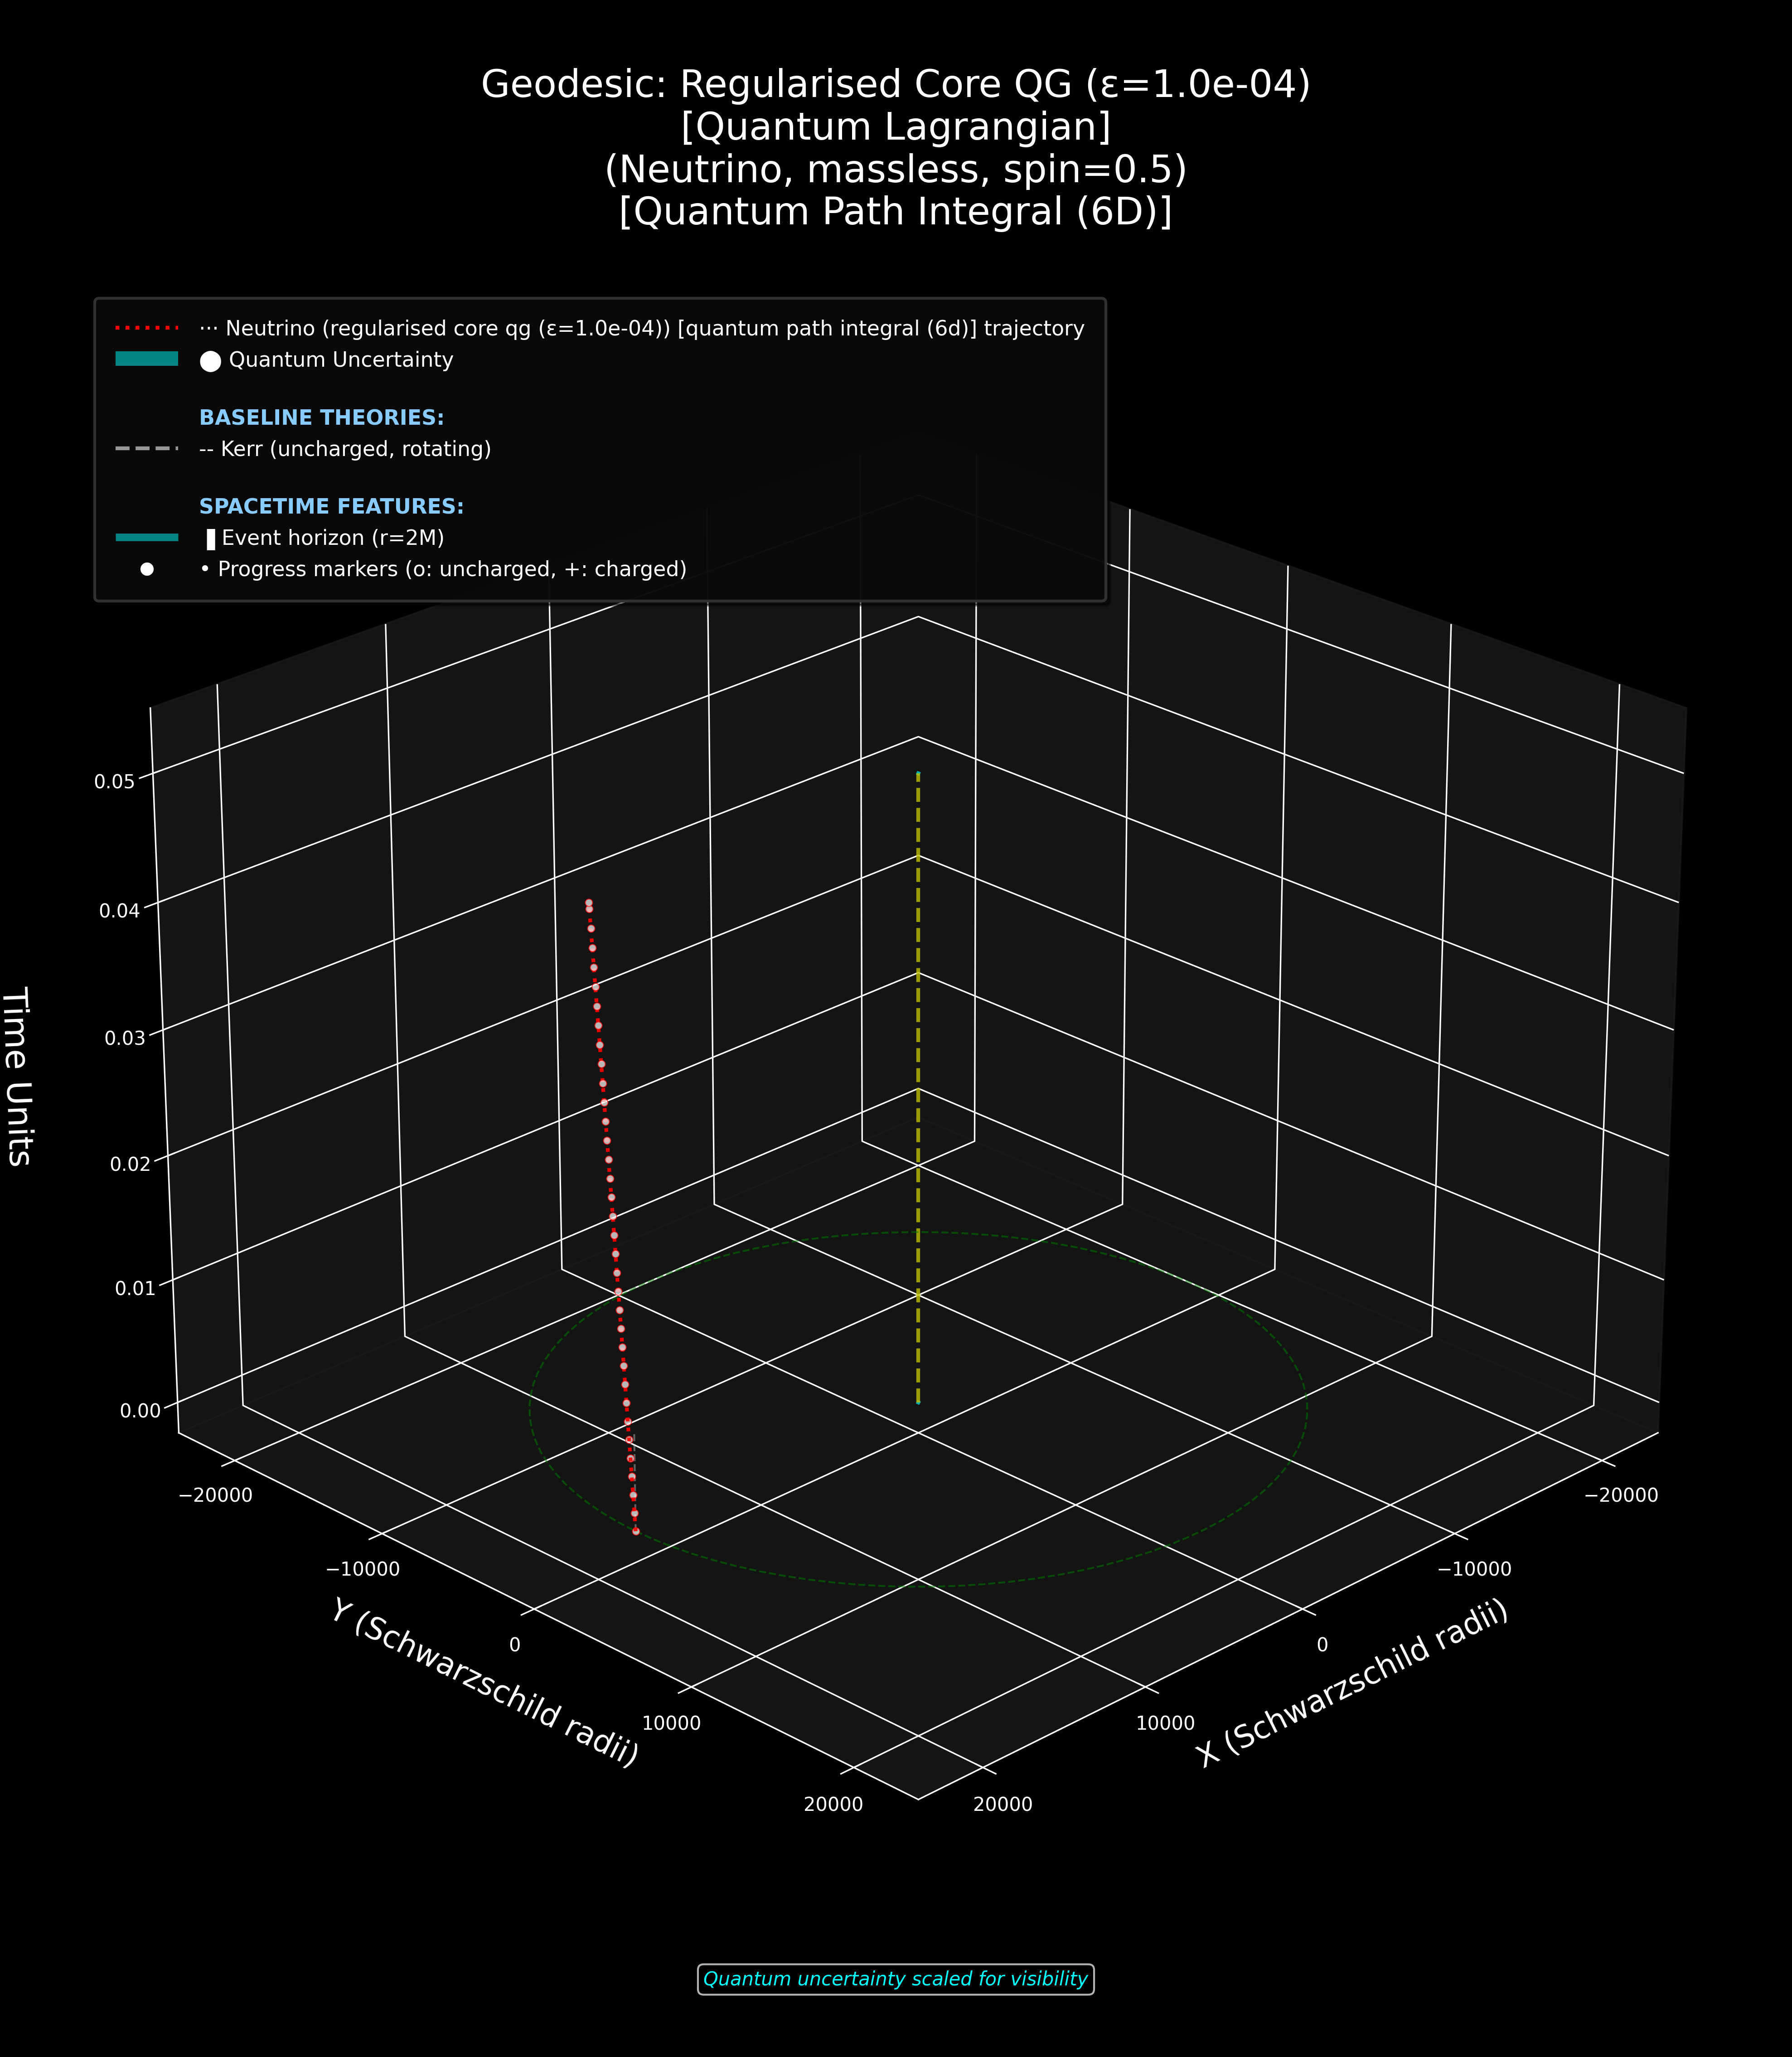 Geodesic: Regularised Core QG (ε=1.0e-04)
[Quantum Lagrangian]
(Neutrino, massless, spin=0.5)
[Quantum Path Integral (6D)]
··· Neutrino (regularised core qg (ε=1.0e-04)) [quantum path integral (6d)] trajectory
● Quantum Uncertainty
BASELINE THEORIES:
-- Kerr (uncharged, rotating)
SPACETIME FEATURES:
▐ Event horizon (r=2M)
• Progress markers (o: uncharged, +: charged)
0.05
0.04
0.03
0.02
0.01
0.00
Time Units
−20000
−10000
0
10000
20000
Y (Schwarzschild radii)
−20000
−10000
0
10000
20000
X (Schwarzschild radii)
Quantum uncertainty scaled for visibility